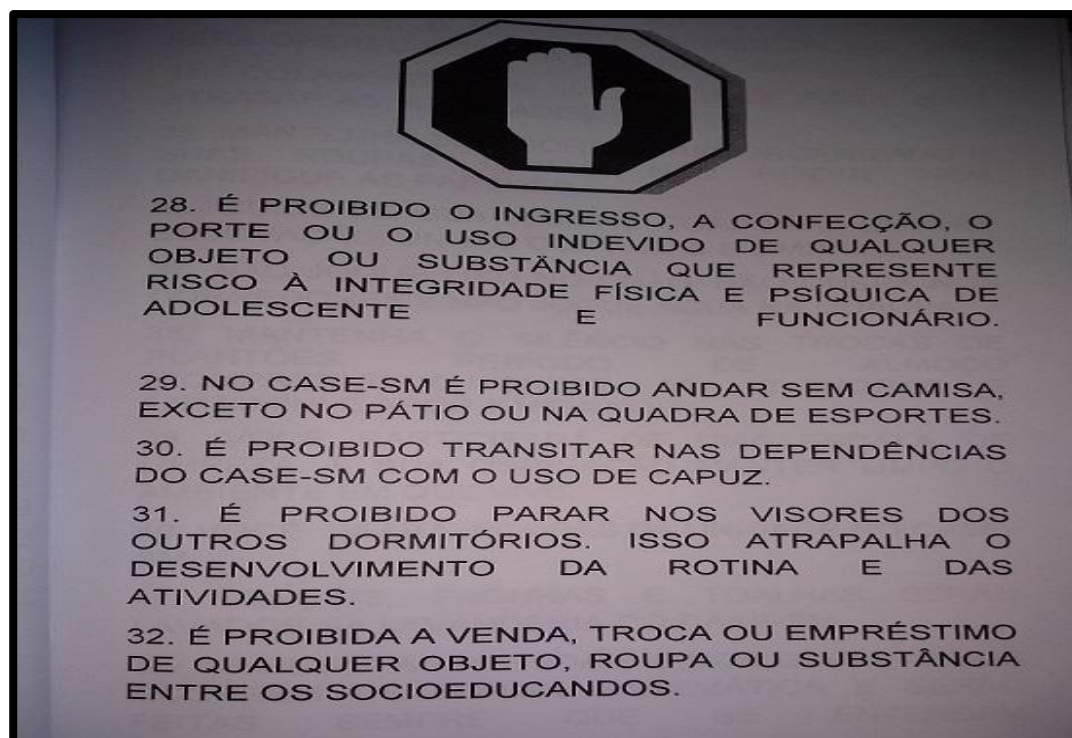 28. É PROIBIDO O INGRESSO, A CONFECÇÃO, O
PORTE OU O USO INDEVIDO DE QUALQUER
OBJETO OU SUBSTÂNCIA QUE REPRESENTE
RISCO À INTEGRIDADE FÍSICA E PSÍQUICA DE
ADOLESCENTE E FUNCIONÁRIO.
29. NO CASE-SM É PROIBIDO ANDAR SEM CAMISA,
EXCETO NO PÁTIO OU NA QUADRA DE ESPORTES.
30. É PROIBIDO TRANSITAR NAS DEPENDÊNCIAS
DO CASE-SM COM O USO DE CAPUZ.
31. É PROIBIDO PARAR NOS VISORES DOS
OUTROS DORMITÓRIOS. ISSO ATRAPALHA O
DESENVOLVIMENTO DA ROTINA E DAS
ATIVIDADES.
32. É PROIBIDA A VENDA, TROCA OU EMPRÉSTIMO
DE QUALQUER OBJETO, ROUPA OU SUBSTÂNCIA
ENTRE OS SOCIOEDUCANDOS.